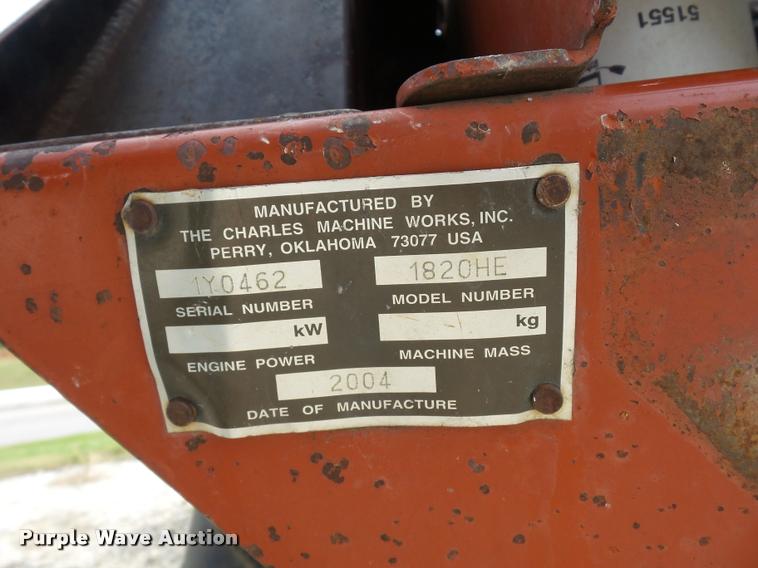 51551
MANUFACTURED BY
THE CHARLES MACHINE WORKS, INC.
PERRY, OKLAHOMA 73077 USA
1Y0462 1820HE
SERIAL NUMBER MODEL NUMBER
kW kg
ENGINE POWER MACHINE MASS
2004
DATE OF MANUFACTURE
Purple Wave Auction